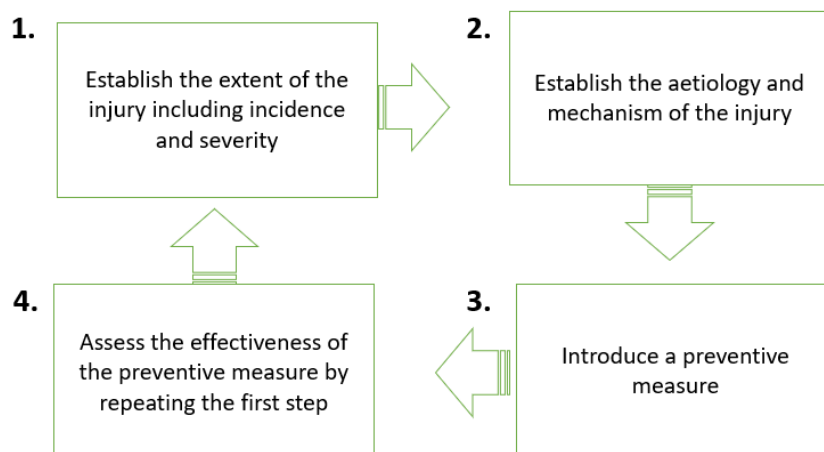 1.
Establish the extent of the
injury including incidence
and severity
2.
Establish the aetiology and
mechanism of the injury
3.
Introduce a preventive
measure
4.
Assess the effectiveness of
the preventive measure by
repeating the first step